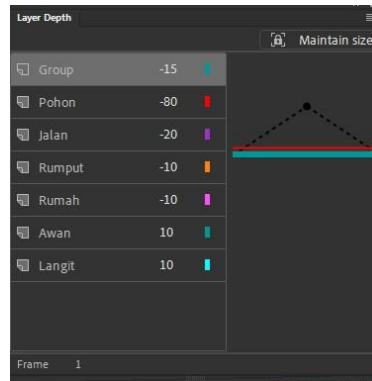 Layer Depth
Maintain size
Group -15
Pohon -80
Jalan -20
Rumput -10
Rumah -10
Awan 10
Langit 10
Frame 1